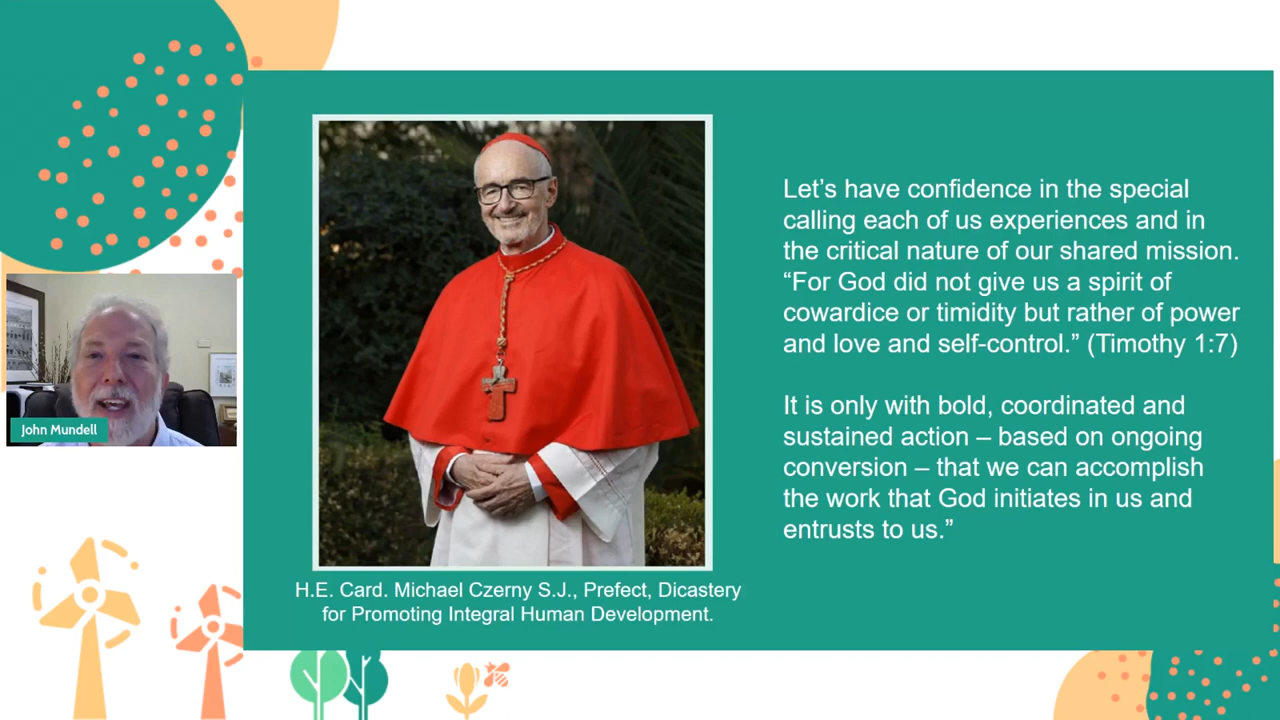 Let’s have confidence in the special
calling each of us experiences and in
the critical nature of our shared mission.
“For God did not give us a spirit of
cowardice or timidity but rather of power
and love and self-control.” (Timothy 1:7)
It is only with bold, coordinated and
sustained action – based on ongoing
conversion – that we can accomplish
the work that God initiates in us and
entrusts to us.”
John Mundell
H.E. Card. Michael Czerny S.J., Prefect, Dicastery
for Promoting Integral Human Development.